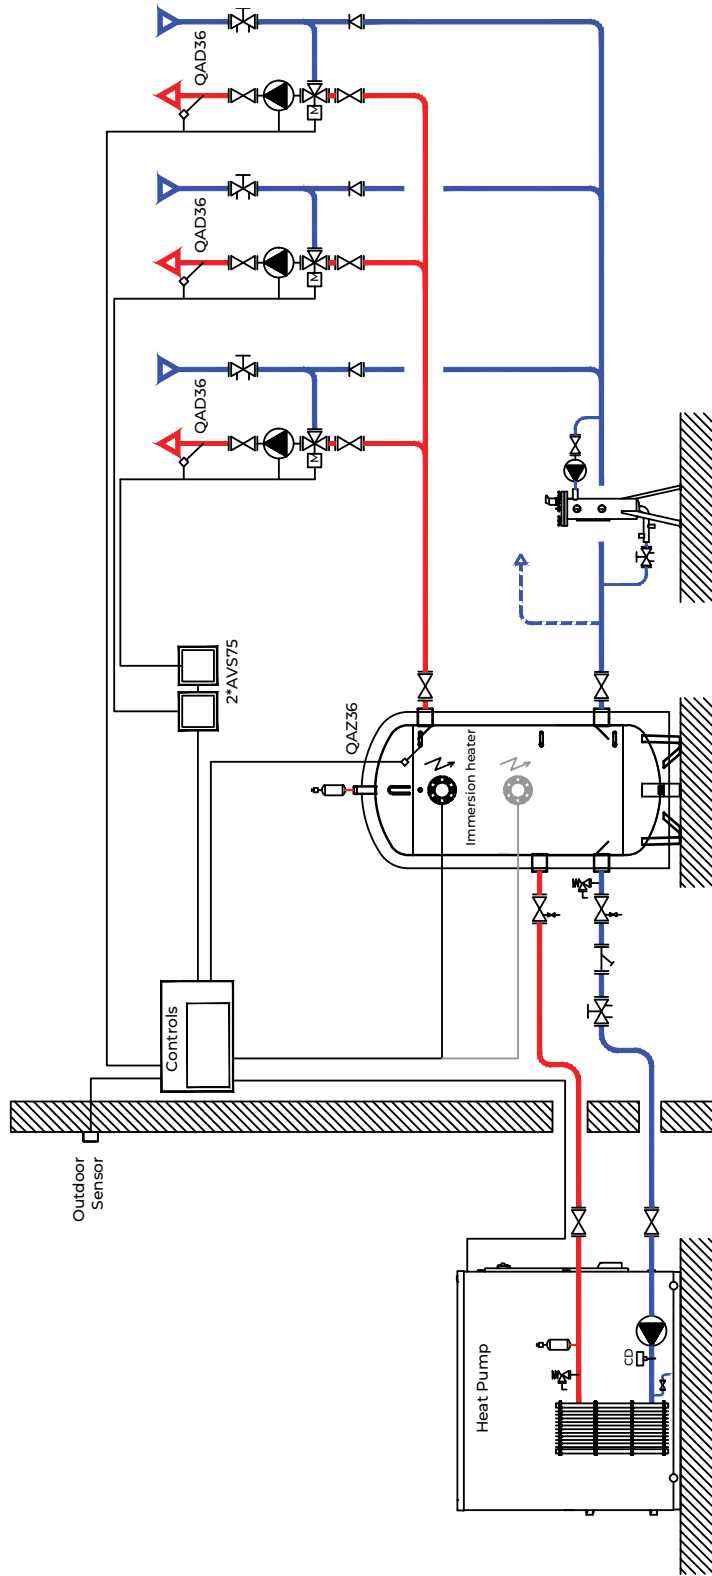 QAD36
QAD36
QAD36
2*AVS75
QAZ36
Immersion heater
Controls
Outdoor
Sensor
Heat Pump
CD
M
M
M